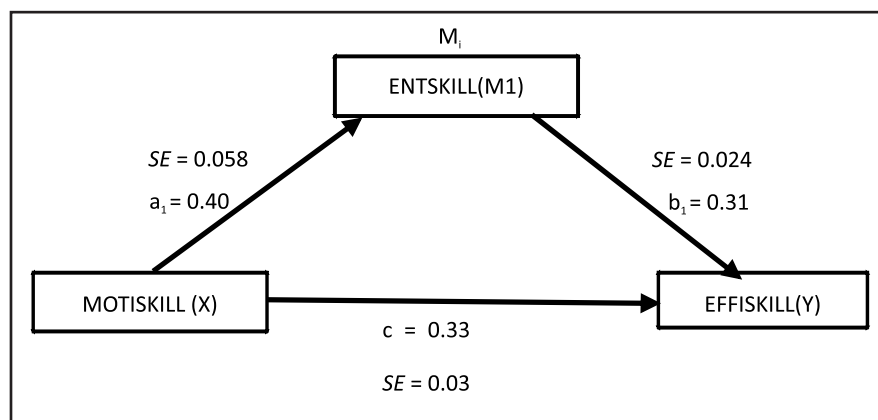 Mᵢ
ENTSKILL(M1)
SE = 0.058
a₁ = 0.40
SE = 0.024
b₁ = 0.31
MOTISKILL (X)
EFFISKILL(Y)
c = 0.33
SE = 0.03